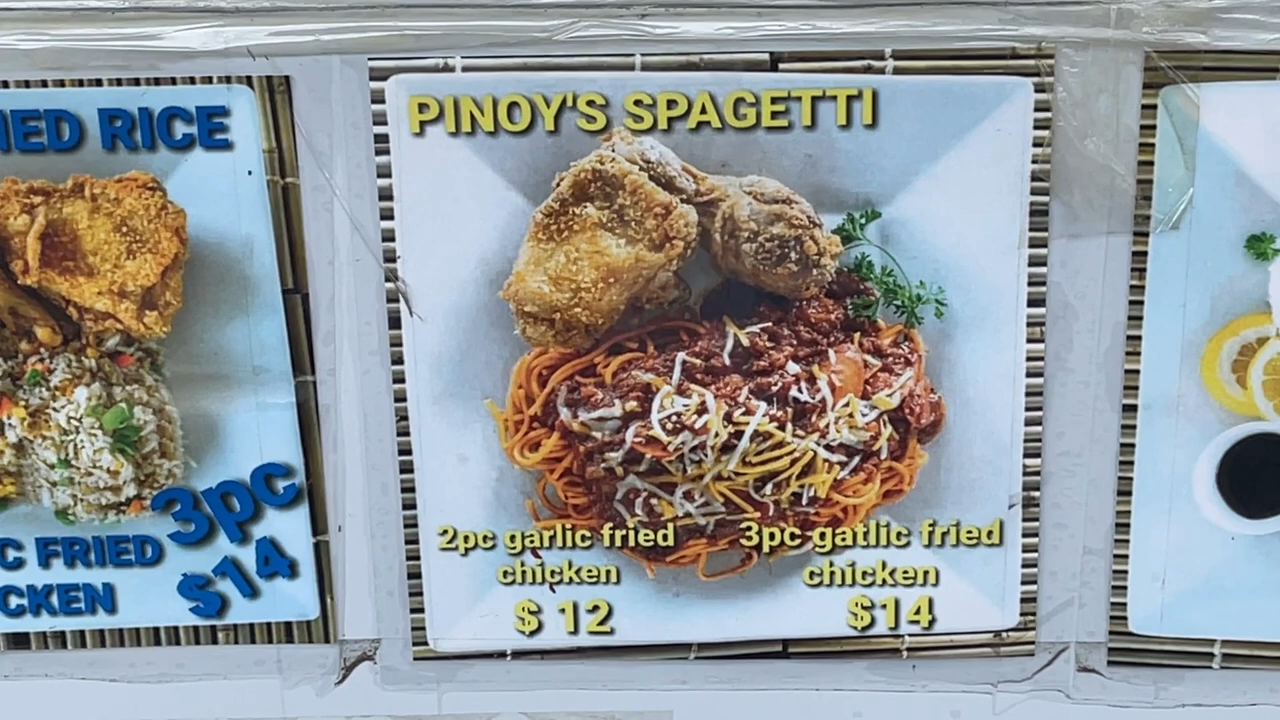 IED RICE
3pc
C FRIED
CKEN
$14
PINOY'S SPAGETTI
2pc garlic fried
chicken
$ 12
3pc gatlic fried
chicken
$14